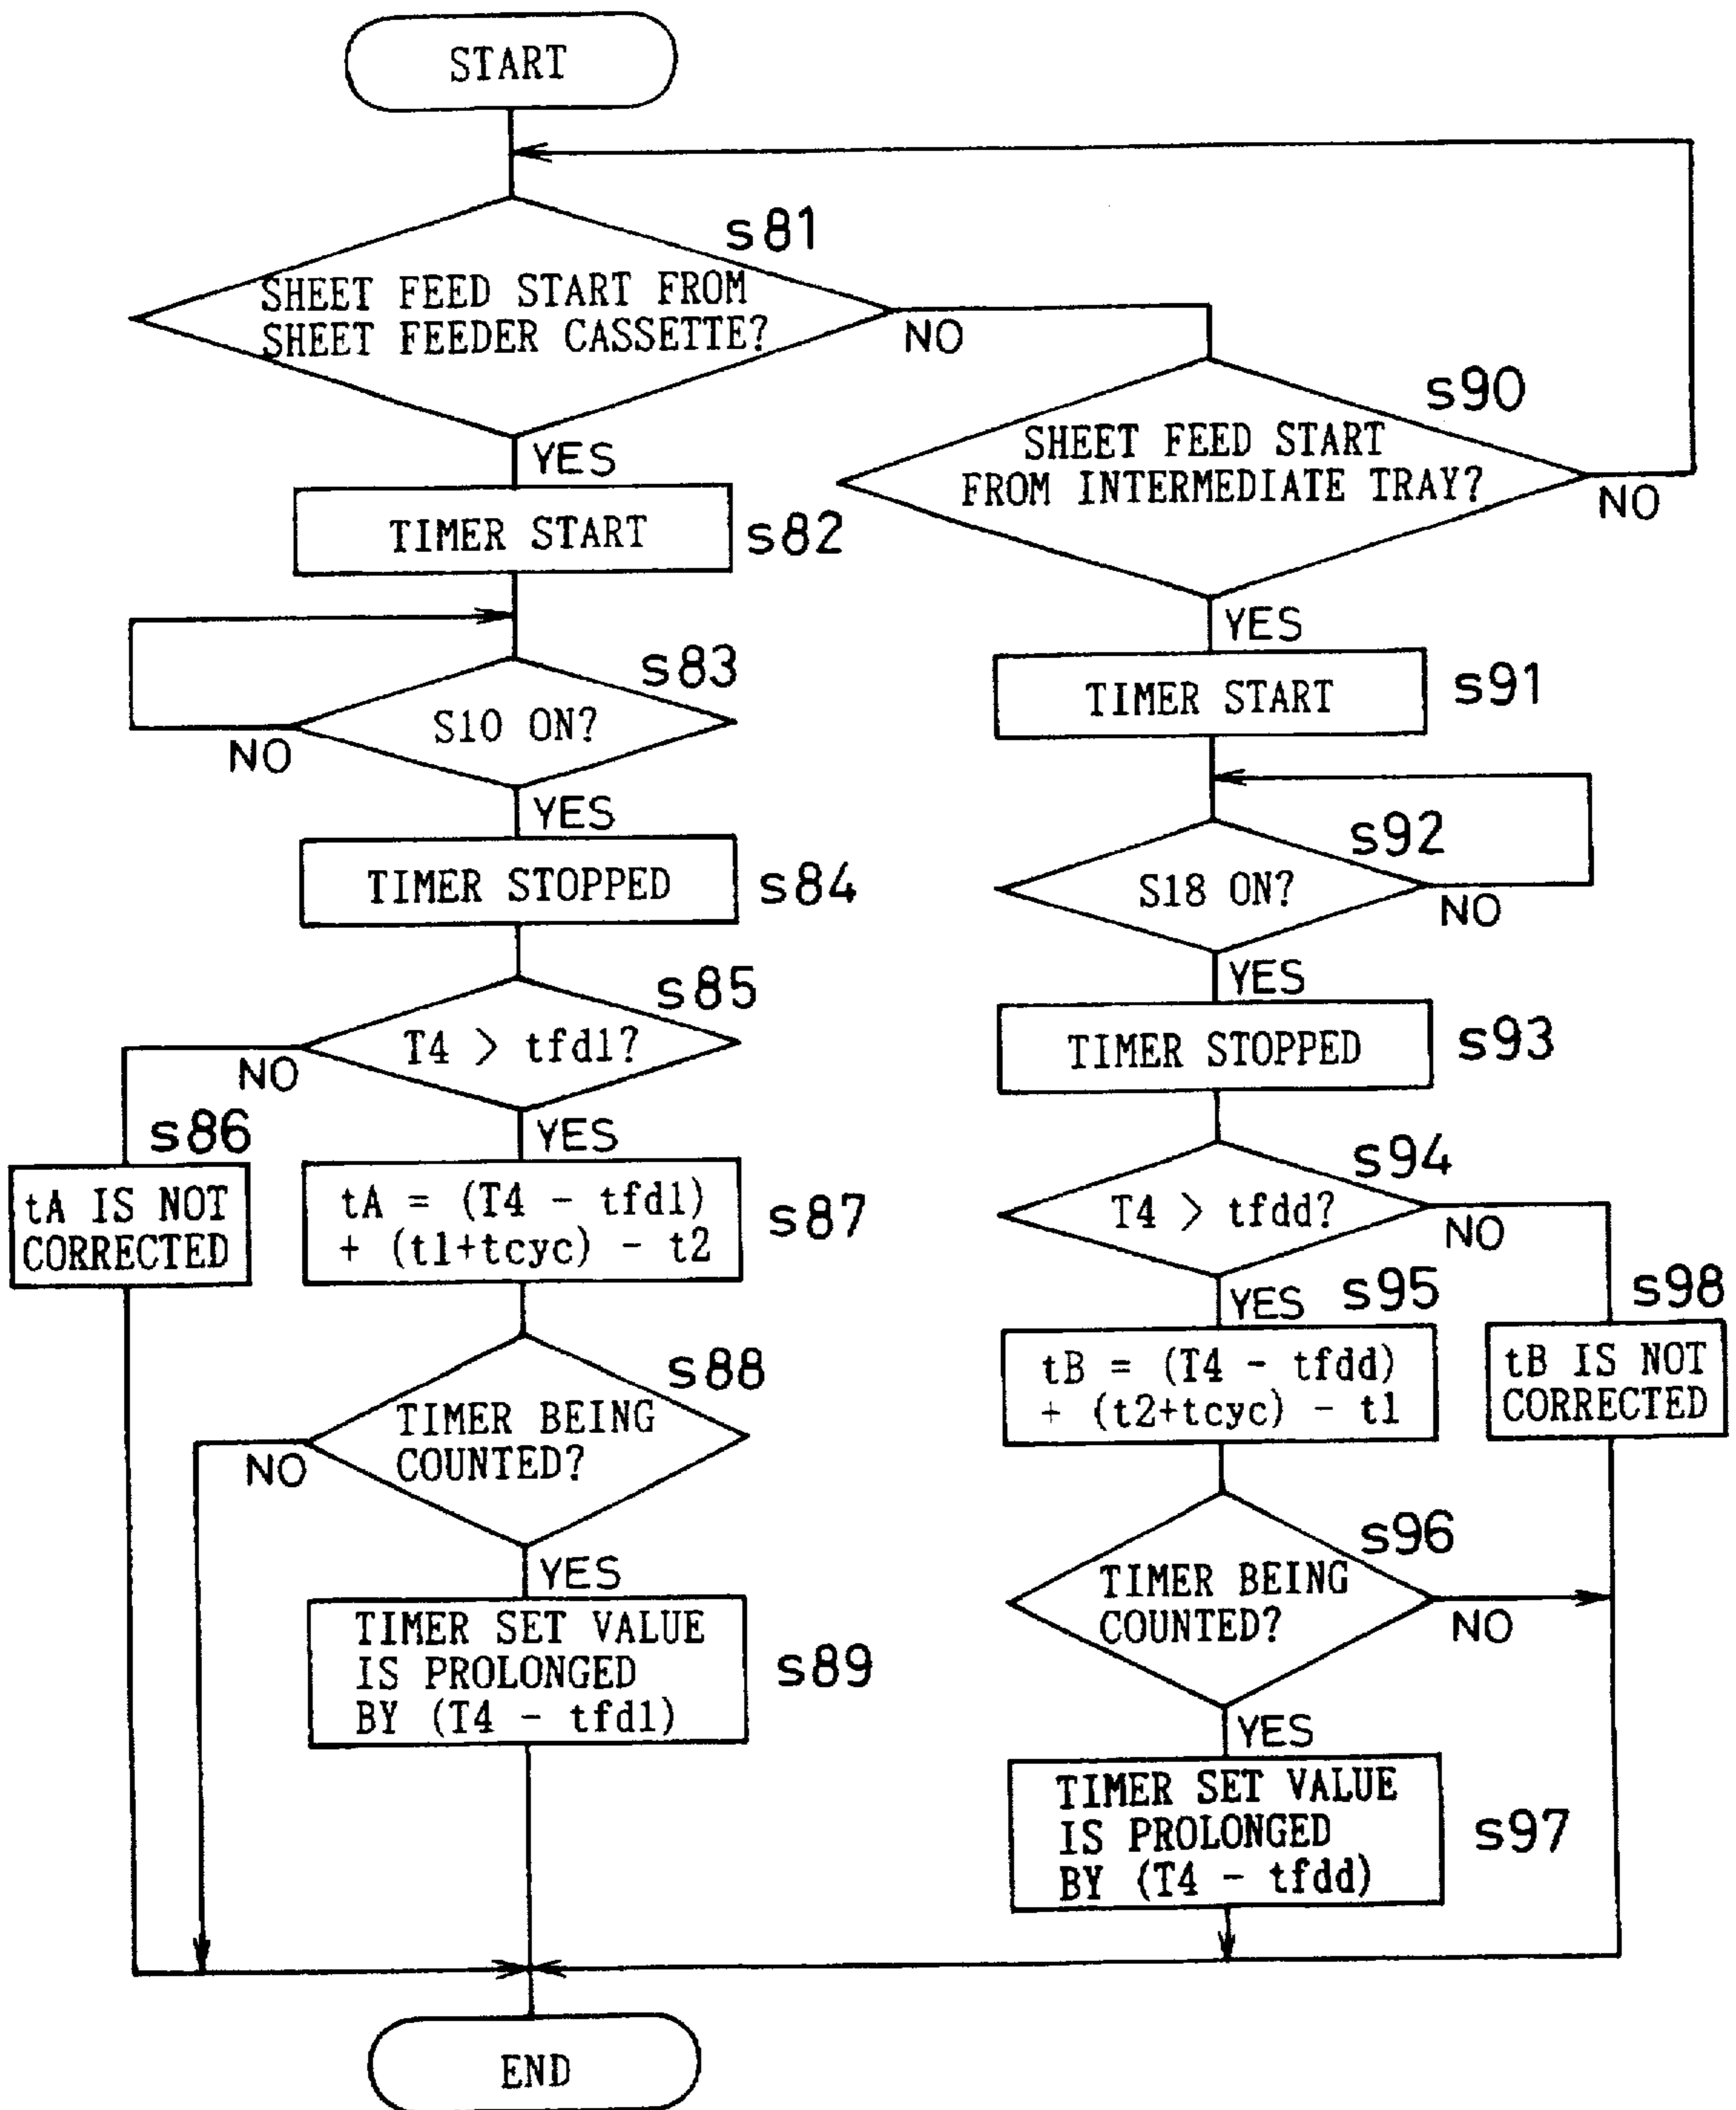 START
s81
SHEET FEED START FROM
SHEET FEEDER CASSETTE?
NO
YES
s90
SHEET FEED START
FROM INTERMEDIATE TRAY?
NO
YES
TIMER START
s82
s83
S10 ON?
NO
YES
TIMER STOPPED
s84
s85
T4 > tfd1?
NO
YES
s86
tA IS NOT
CORRECTED
tA = (T4 - tfd1)
+ (t1+tcyc) - t2
s87
s88
TIMER BEING
COUNTED?
NO
YES
TIMER SET VALUE
IS PROLONGED
BY (T4 - tfd1)
s89
TIMER START
s91
s92
S18 ON?
NO
YES
TIMER STOPPED
s93
s94
T4 > tfdd?
NO
YES
s95
tB = (T4 - tfdd)
+ (t2+tcyc) - t1
s98
tB IS NOT
CORRECTED
s96
TIMER BEING
COUNTED?
NO
YES
TIMER SET VALUE
IS PROLONGED
BY (T4 - tfdd)
s97
END